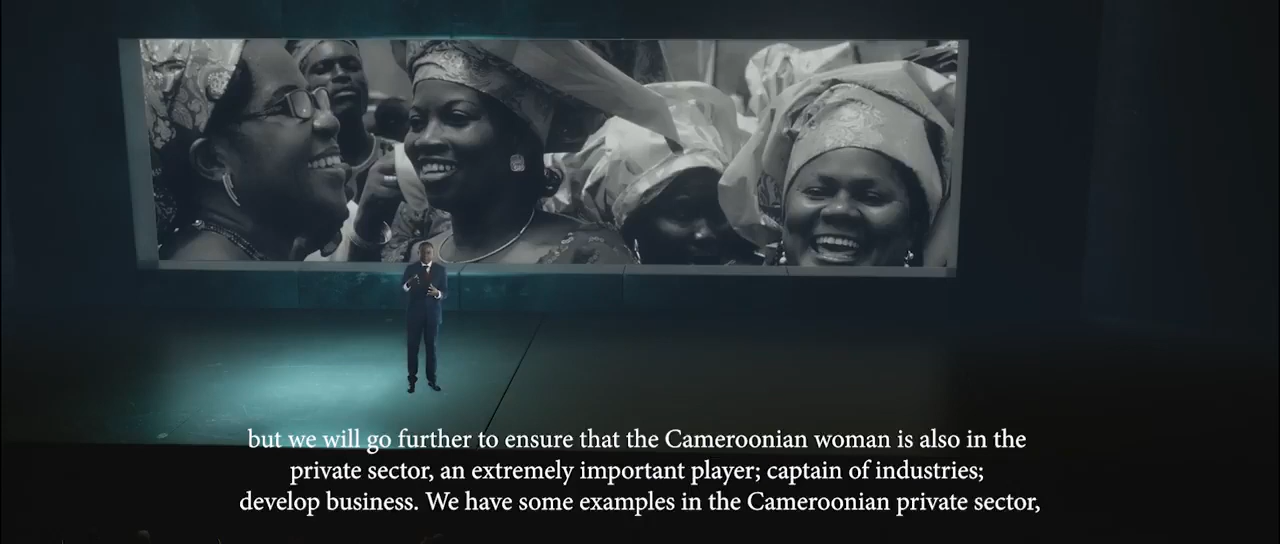 but we will go further to ensure that the Cameroonian woman is also in the
private sector, an extremely important player; captain of industries;
develop business. We have some examples in the Cameroonian private sector,